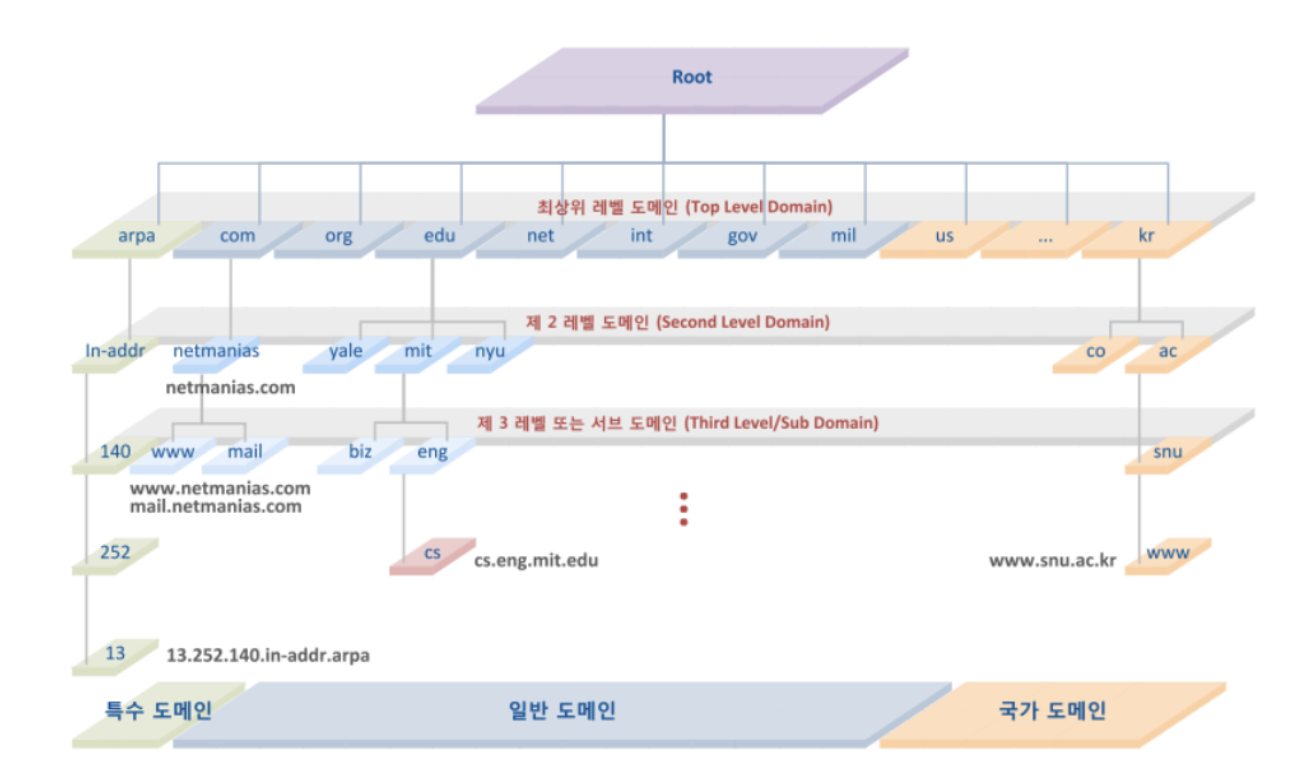 Root
최상위 레벨 도메인 (Top Level Domain)
arpa com org edu net int gov mil us ... kr
제 2 레벨 도메인 (Second Level Domain)
In-addr netmanias yale mit nyu co ac
netmanias.com
제 3 레벨 또는 서브 도메인 (Third Level/Sub Domain)
140 www mail biz eng snu
www.netmanias.com
mail.netmanias.com
252 cs cs.eng.mit.edu www.snu.ac.kr www
13 13.252.140.in-addr.arpa
특수 도메인 일반 도메인 국가 도메인